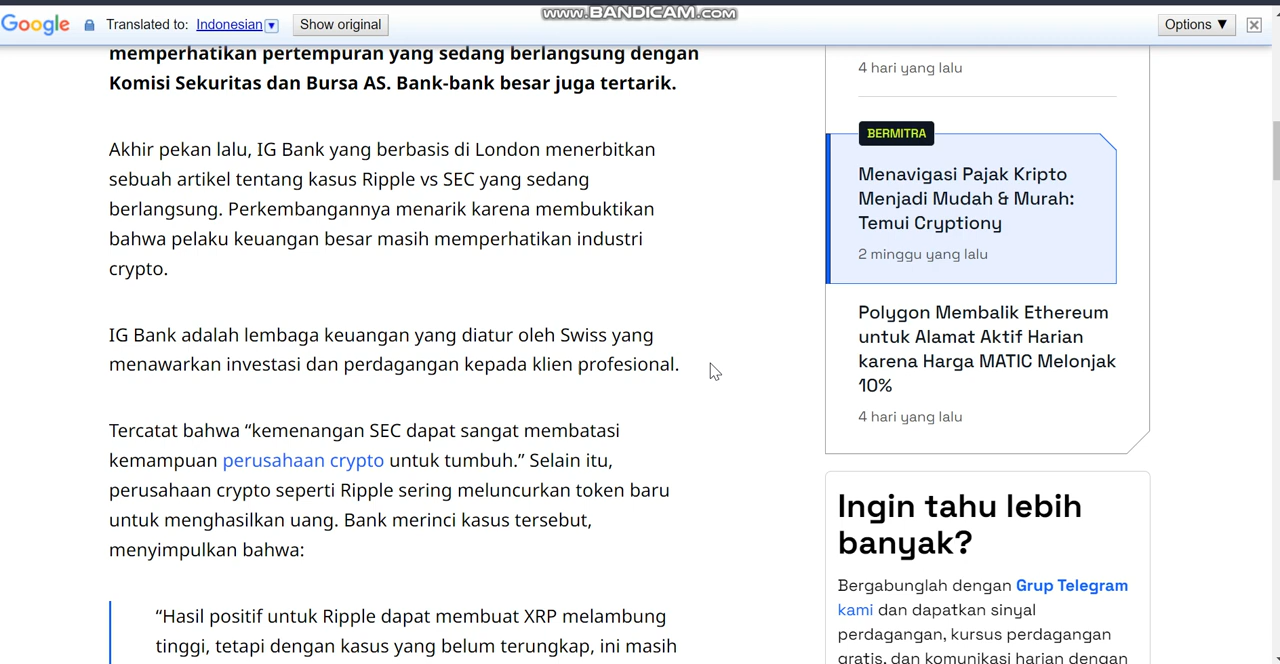 www.BANDICAM.com
Google Translated to: Indonesian Show original Options ▼
memperhatikan pertempuran yang sedang berlangsung dengan
Komisi Sekuritas dan Bursa AS. Bank-bank besar juga tertarik.
Akhir pekan lalu, IG Bank yang berbasis di London menerbitkan
sebuah artikel tentang kasus Ripple vs SEC yang sedang
berlangsung. Perkembangannya menarik karena membuktikan
bahwa pelaku keuangan besar masih memperhatikan industri
crypto.
IG Bank adalah lembaga keuangan yang diatur oleh Swiss yang
menawarkan investasi dan perdagangan kepada klien profesional.
Tercatat bahwa “kemenangan SEC dapat sangat membatasi
kemampuan perusahaan crypto untuk tumbuh.” Selain itu,
perusahaan crypto seperti Ripple sering meluncurkan token baru
untuk menghasilkan uang. Bank merinci kasus tersebut,
menyimpulkan bahwa:
“Hasil positif untuk Ripple dapat membuat XRP melambung
tinggi, tetapi dengan kasus yang belum terungkap, ini masih
4 hari yang lalu
BERMITRA
Menavigasi Pajak Kripto
Menjadi Mudah & Murah:
Temui Cryptiony
2 minggu yang lalu
Polygon Membalik Ethereum
untuk Alamat Aktif Harian
karena Harga MATIC Melonjak
10%
4 hari yang lalu
Ingin tahu lebih
banyak?
Bergabunglah dengan Grup Telegram
kami dan dapatkan sinyal
perdagangan, kursus perdagangan
gratis, dan komunikasi harian dengan